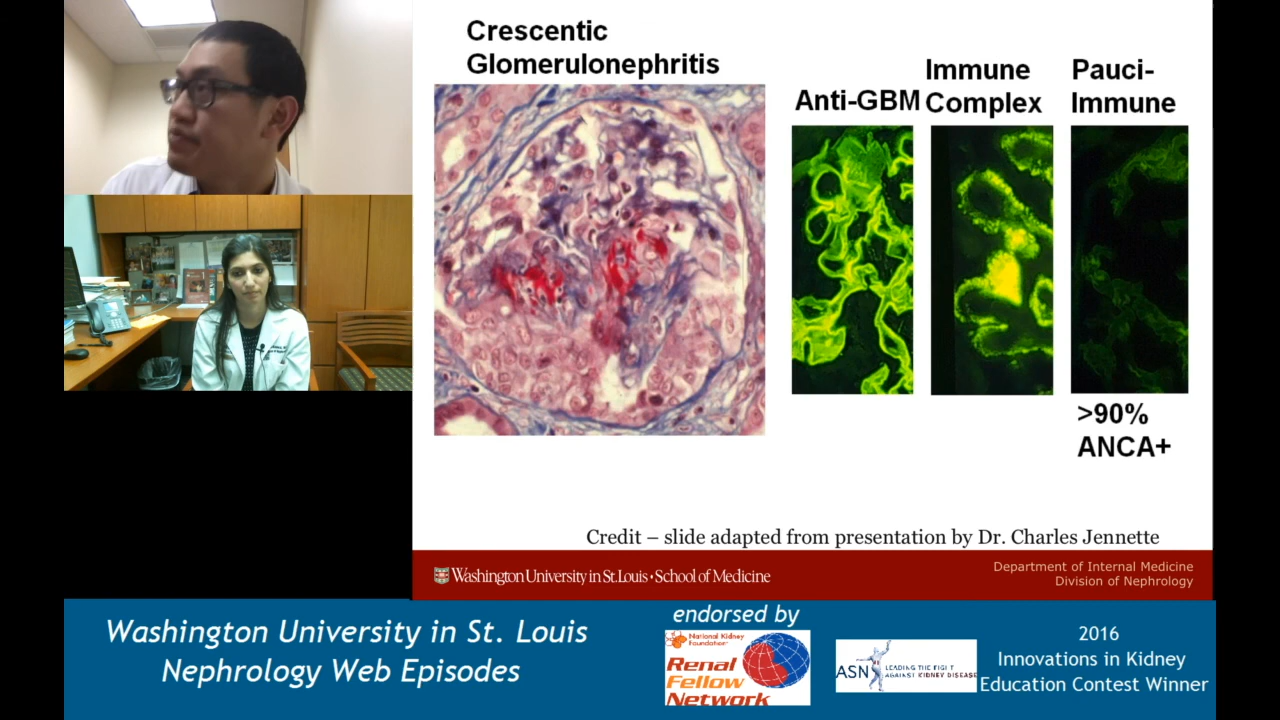 Crescentic
Glomerulonephritis
Anti-GBM
Immune
Complex
Pauci-
Immune
>90%
ANCA+
Credit – slide adapted from presentation by Dr. Charles Jennette
Washington University in St. Louis • School of Medicine
Department of Internal Medicine
Division of Nephrology
Washington University in St. Louis
Nephrology Web Episodes
endorsed by
National Kidney
Foundation
Renal
Fellow
Network
ASN
LEADING THE FIGHT
AGAINST KIDNEY DISEASE
2016
Innovations in Kidney
Education Contest Winner